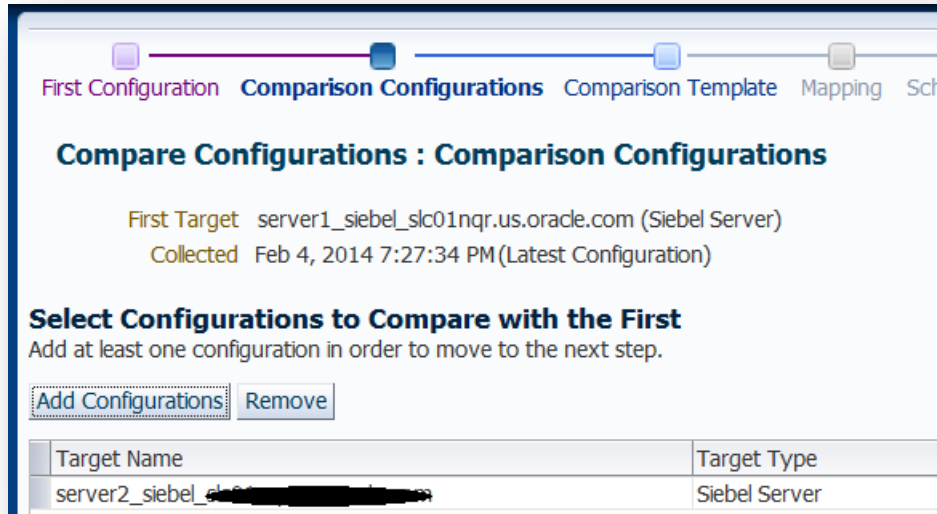 First Configuration Comparison Configurations Comparison Template Mapping
Compare Configurations : Comparison Configurations
First Target server1_siebel_slc01nqr.us.oracle.com (Siebel Server)
Collected Feb 4, 2014 7:27:34 PM(Latest Configuration)
Select Configurations to Compare with the First
Add at least one configuration in order to move to the next step.
Add Configurations Remove
Target Name Target Type
server2_siebel_ Siebel Server